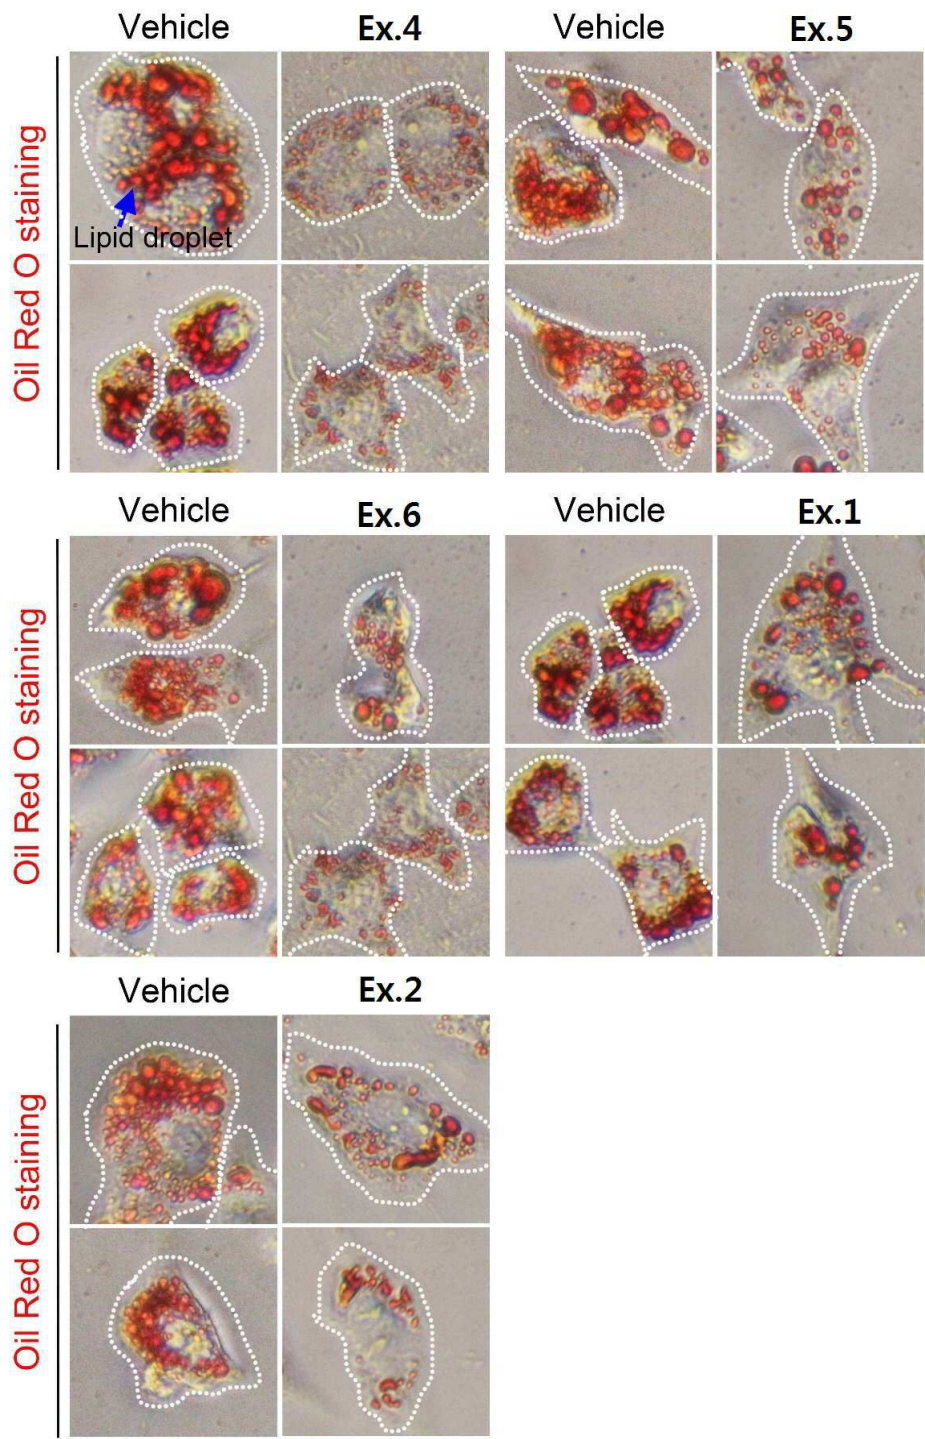 Vehicle Ex.4 Vehicle Ex.5
Oil Red O staining
Lipid droplet
Vehicle Ex.6 Vehicle Ex.1
Oil Red O staining
Vehicle Ex.2
Oil Red O staining